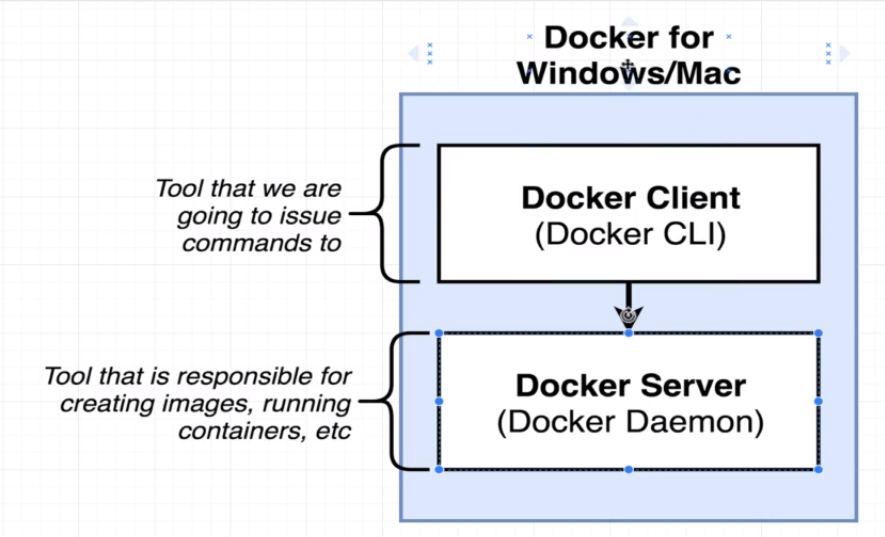 Docker for
Windows/Mac
Tool that we are
going to issue
commands to
Docker Client
(Docker CLI)
Tool that is responsible for
creating images, running
containers, etc
Docker Server
(Docker Daemon)